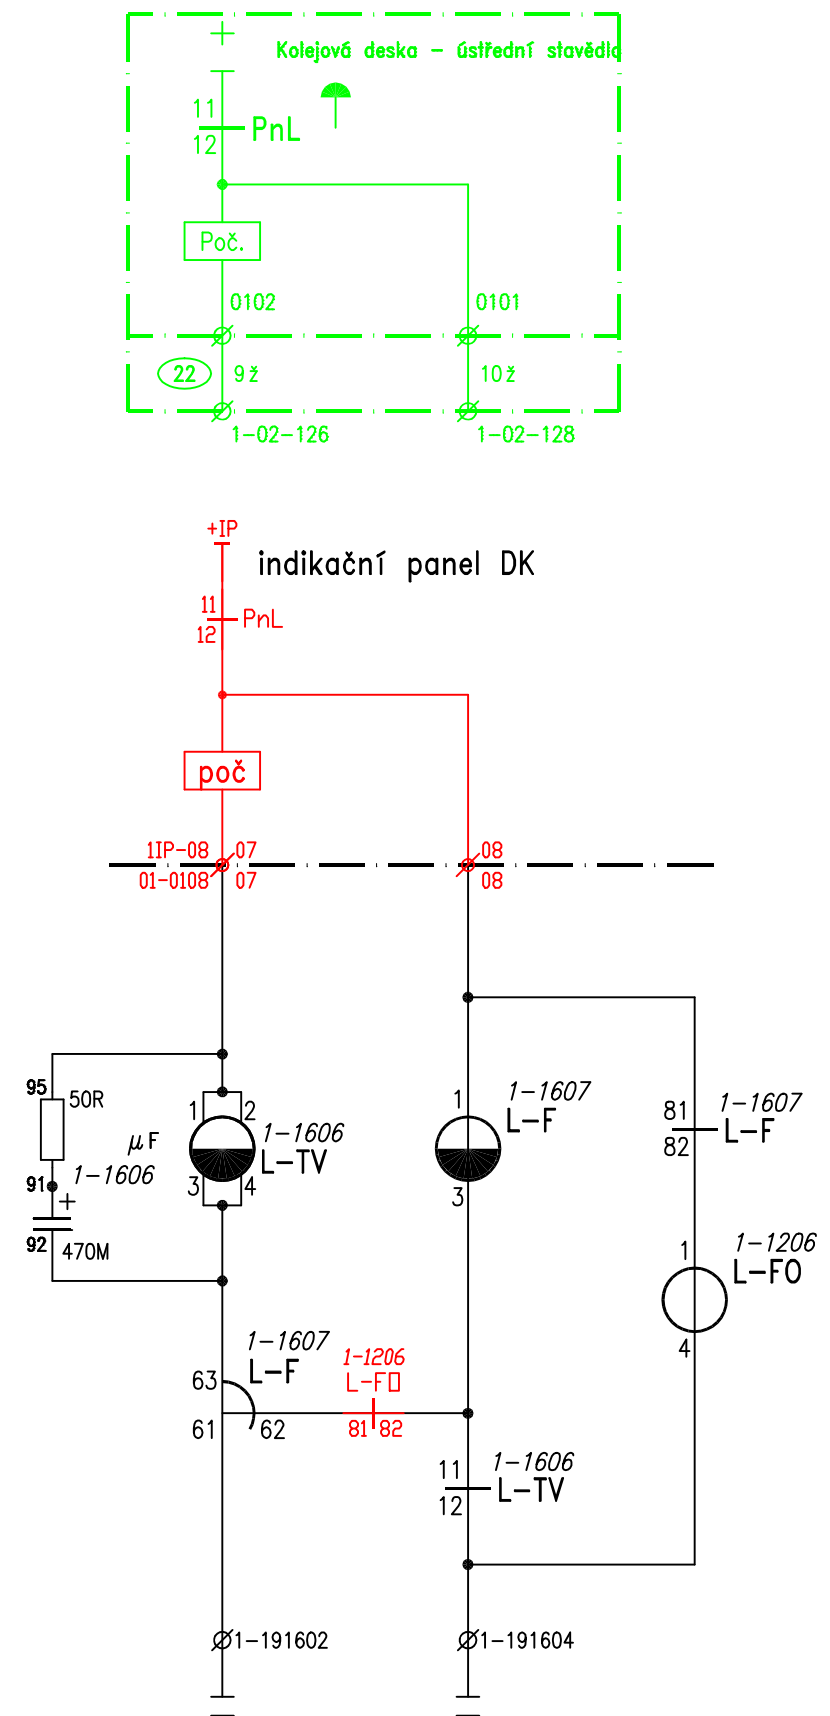 +
Kolejová deska - ústřední stavědlo
11
PnL
12
Poč.
0102
0101
22
9ž
10ž
1-02-126
1-02-128
+IP
indikační panel DK
11
PnL
12
poč
1IP-08
07
08
01-0108
07
08
95
50R
1
2
1-1606
L-TV
μF
1-1606
91
+
3
4
92
470M
1
1-1607
L-F
3
81
1-1607
L-F
82
1
1-1206
L-FO
4
1-1607
L-F
63
61
62
1-1206
L-FO
81
82
11
1-1606
L-TV
12
1-191602
1-191604